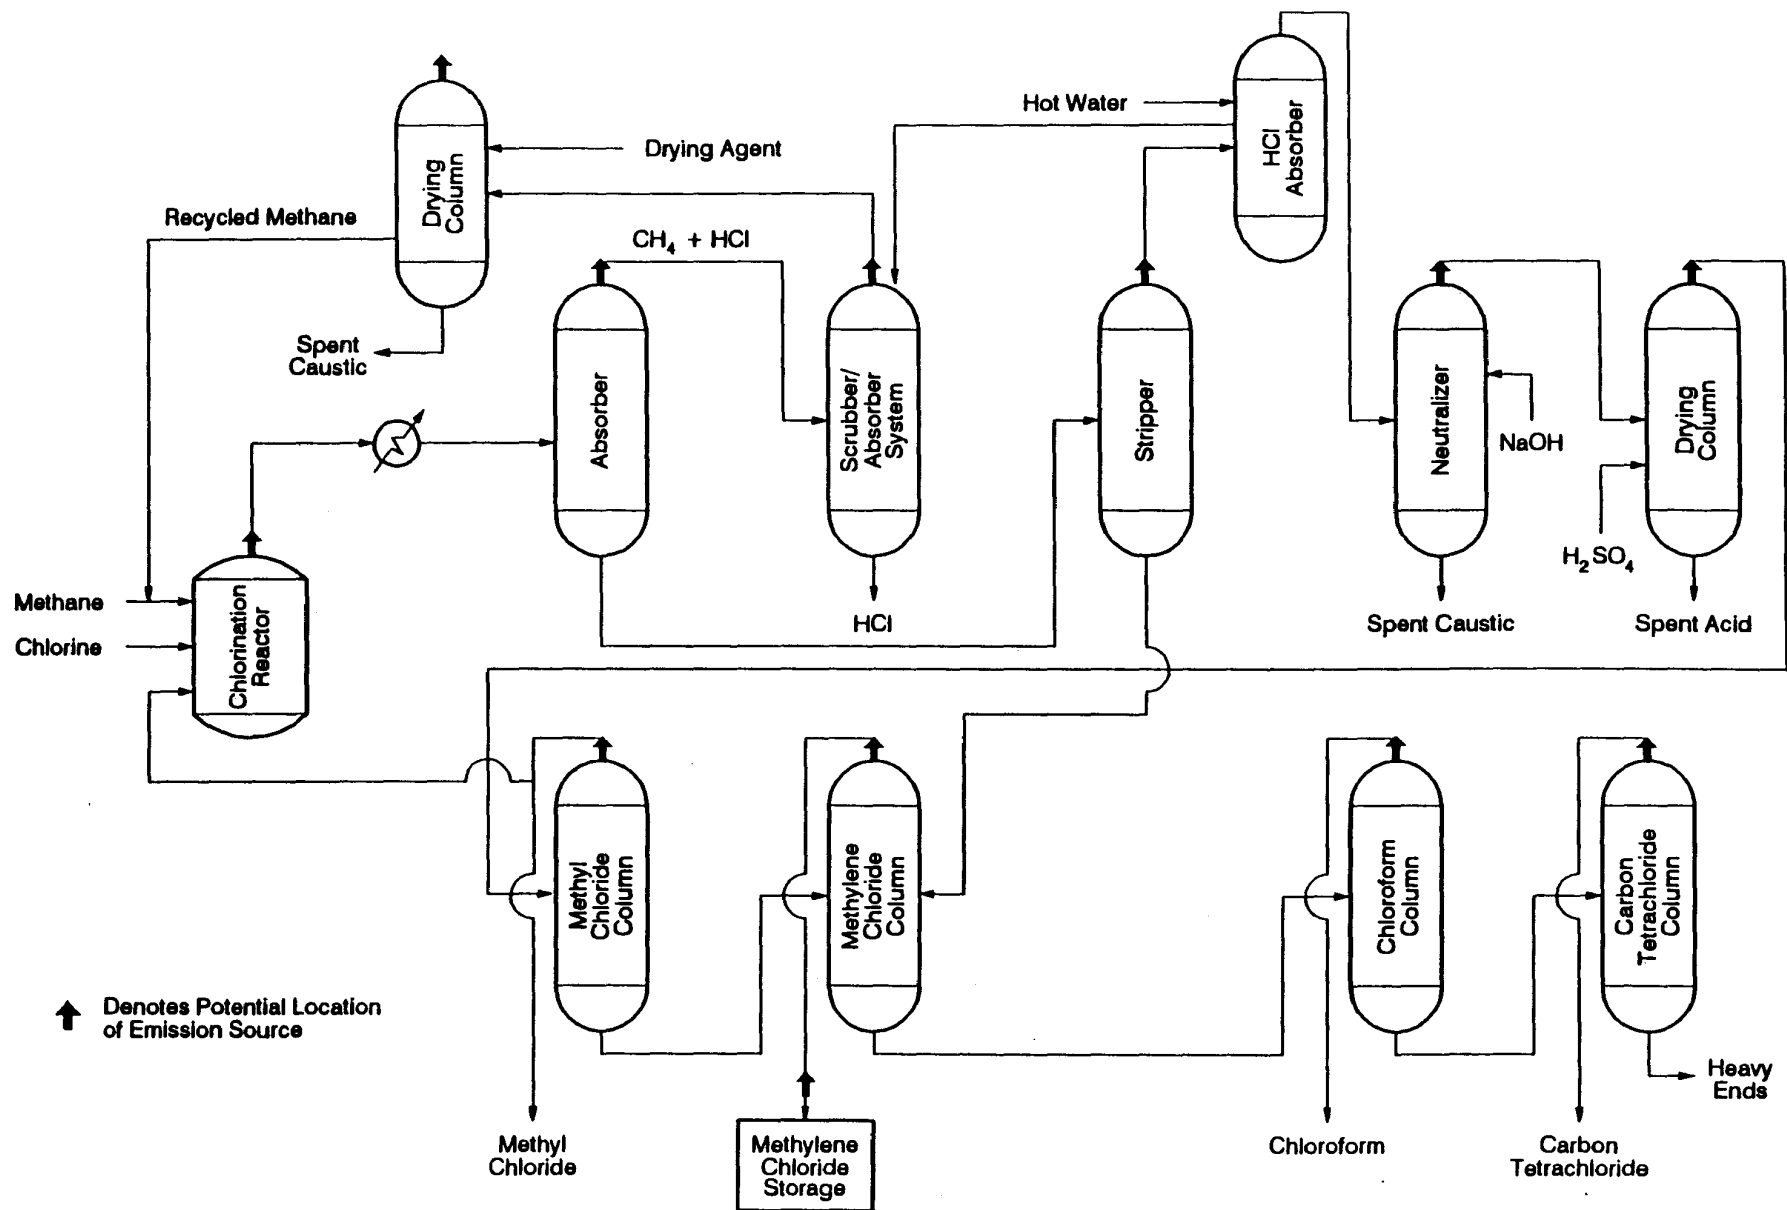 Hot Water
HCl
Absorber
Drying Agent
Drying
Column
Recycled Methane
CH₄ + HCl
Spent
Caustic
Absorber
Scrubber/
Absorber
System
Stripper
Neutralizer
NaOH
Drying
Column
H₂SO₄
Methane
Chlorine
Chlorination
Reactor
HCl
Spent Caustic
Spent Acid
Methyl
Chloride
Column
Methylene
Chloride
Column
Chloroform
Column
Carbon
Tetrachloride
Column
Denotes Potential Location
of Emission Source
Heavy
Ends
Methyl
Chloride
Methylene
Chloride
Storage
Chloroform
Carbon
Tetrachloride